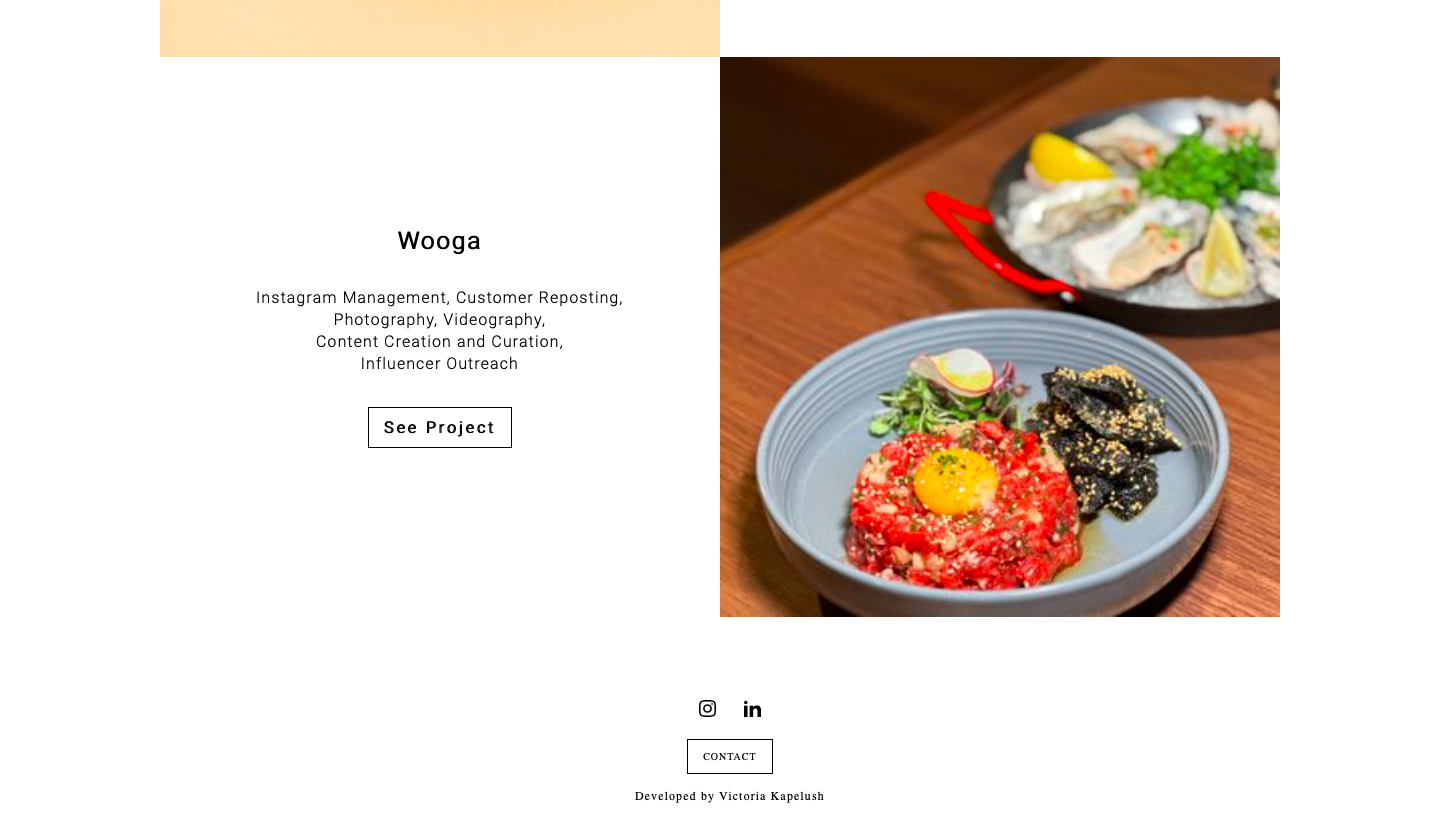 Wooga
Instagram Management, Customer Reposting,
Photography, Videography,
Content Creation and Curation,
Influencer Outreach
See Project
CONTACT
Developed by Victoria Kapelush